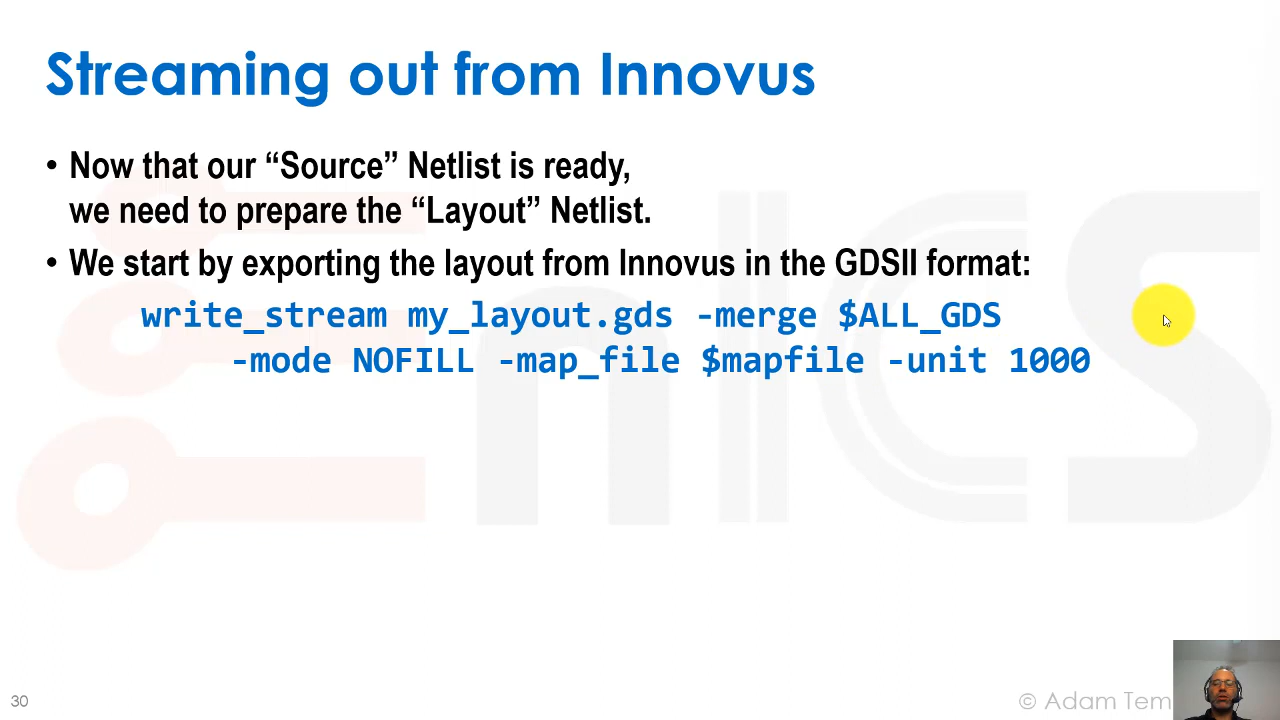 Streaming out from Innovus
• Now that our “Source” Netlist is ready,
we need to prepare the “Layout” Netlist.
• We start by exporting the layout from Innovus in the GDSII format:
write_stream my_layout.gds -merge $ALL_GDS
-mode NOFILL -map_file $mapfile -unit 1000
30
© Adam